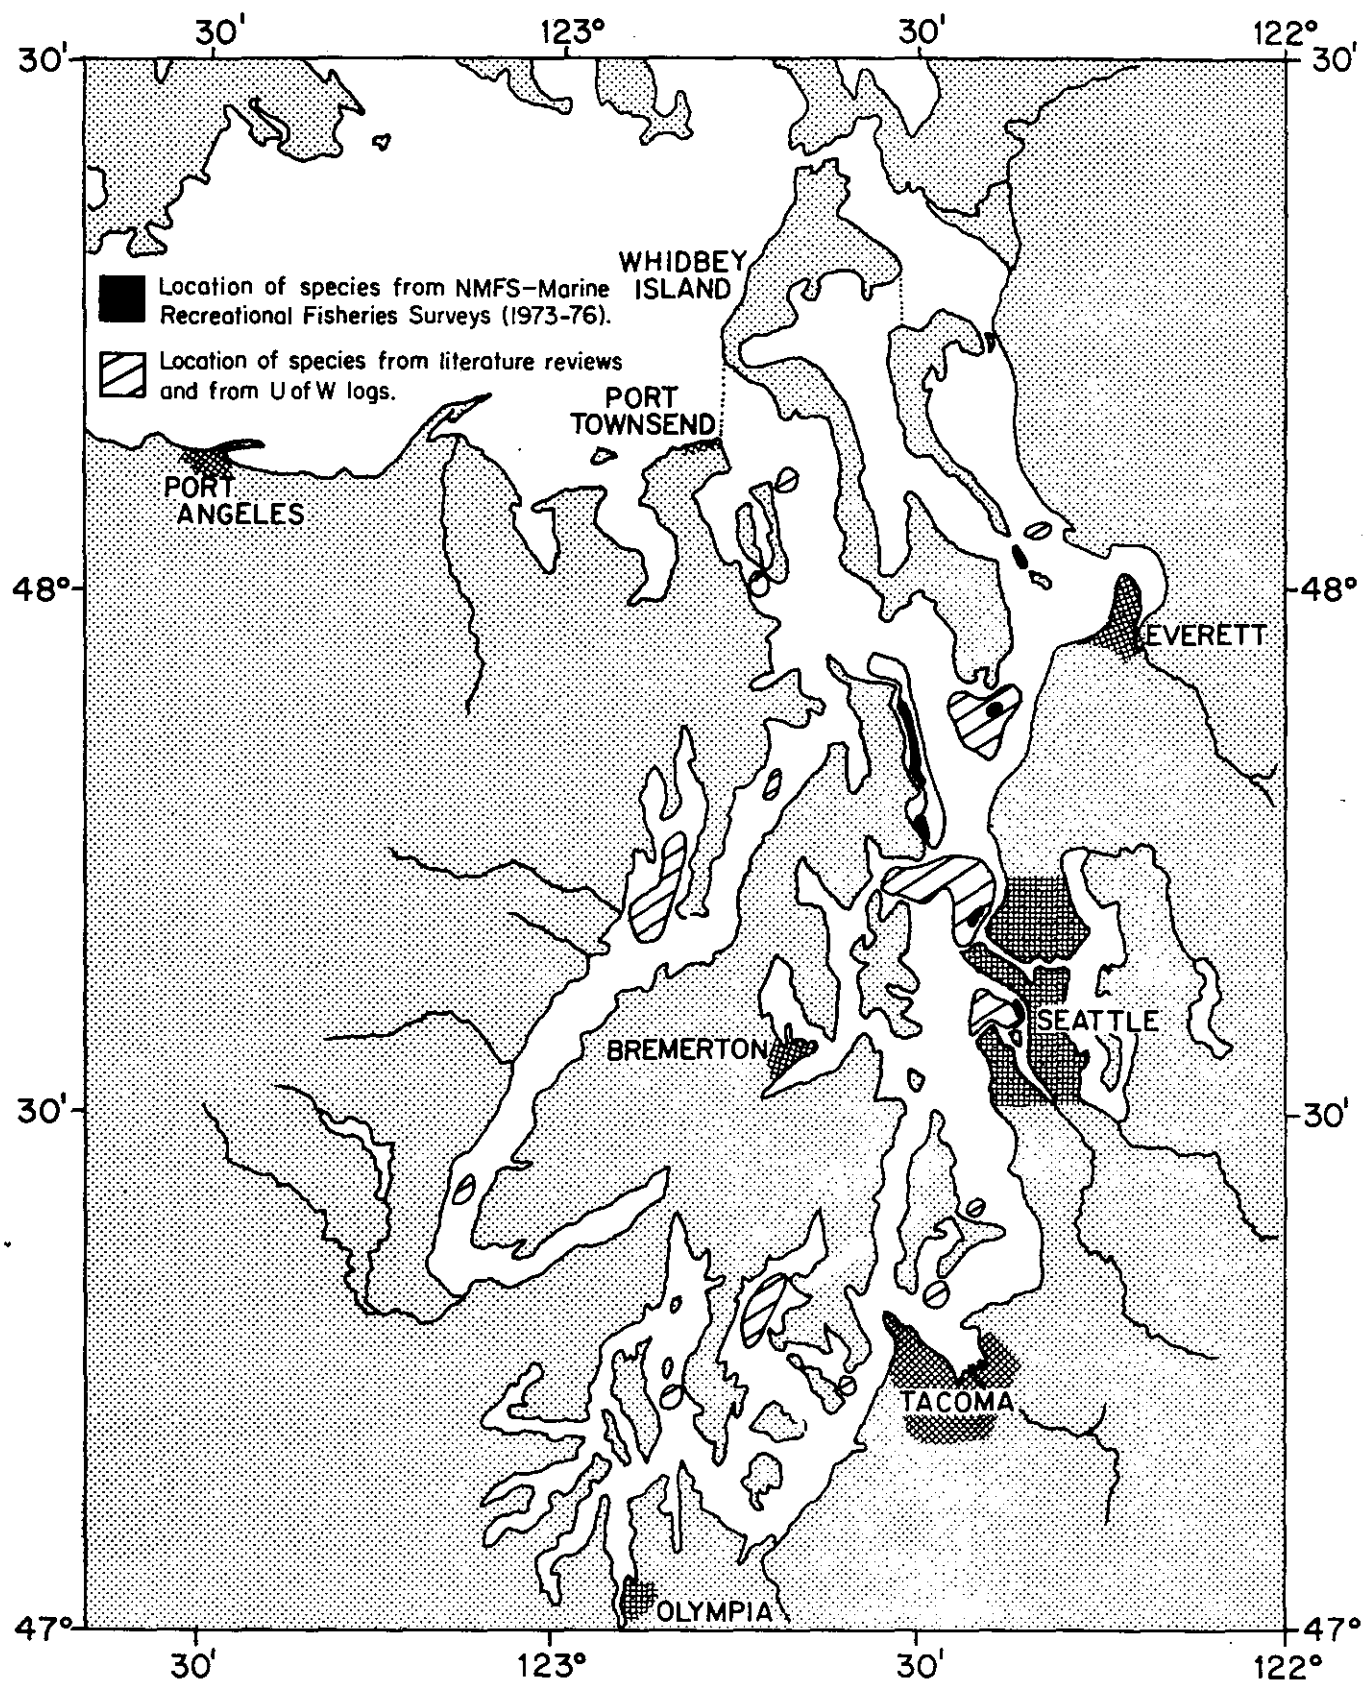 30' 123° 30' 122°
30' 30'
WHIDBEY
ISLAND
Location of species from NMFS-Marine
Recreational Fisheries Surveys (1973-76).
Location of species from literature reviews
and from U of W logs.
PORT
TOWNSEND
PORT
ANGELES
48° 48°
EVERETT
SEATTLE
BREMERTON
30' 30'
TACOMA
OLYMPIA
47° 47°
30' 123° 30' 122°